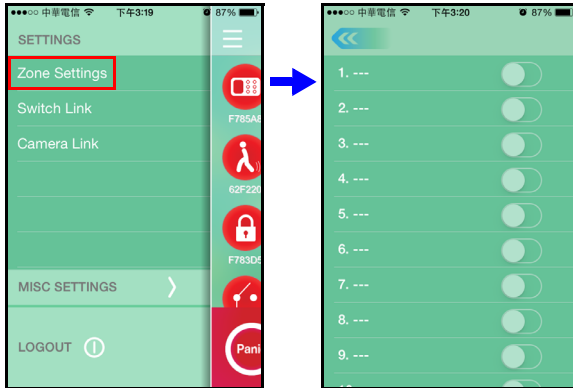 ●●●○○ 中華電信 下午3:19 87%
SETTINGS
Zone Settings
Switch Link
Camera Link
MISC SETTINGS
LOGOUT
F785A8
62F220
F783D5
Pani
●●●○○ 中華電信 下午3:20 87%
1. ---
2. ---
3. ---
4. ---
5. ---
6. ---
7. ---
8. ---
9. ---